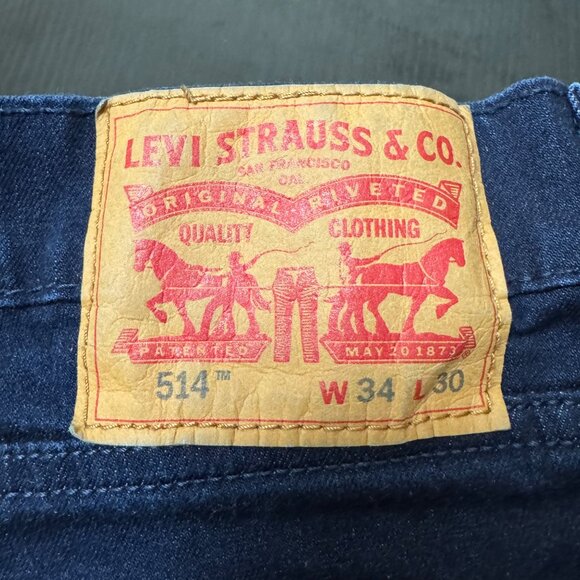 LEVI STRAUSS & CO.
SAN FRANCISCO
CAL
ORIGINAL RIVETED
QUALITY CLOTHING
PATENTED MAY 20 1873
514™ W 34 L 30